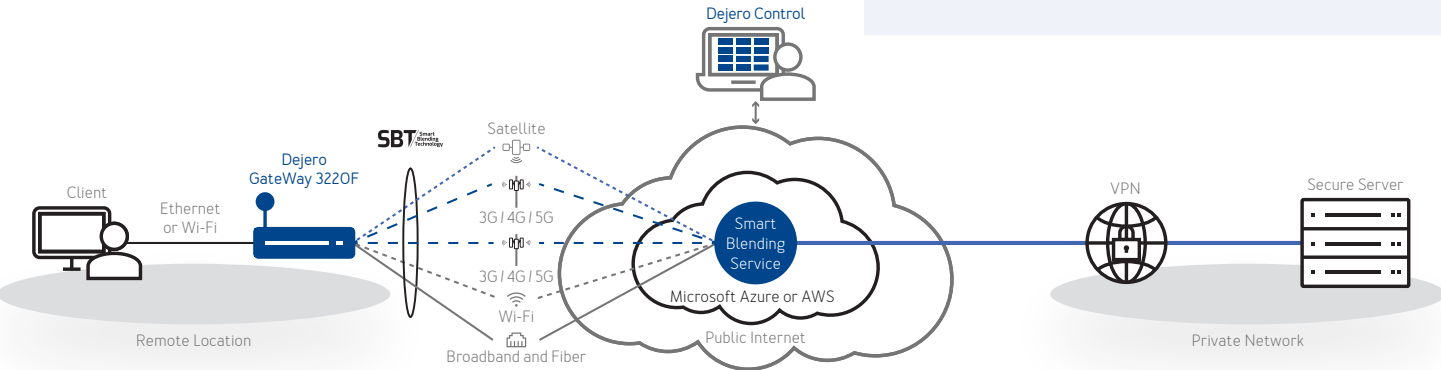 Dejero Control
SBT Smart
Blending
Technology
Satellite
Dejero
GateWay 3220F
Client
Ethernet
or Wi-Fi
3G / 4G / 5G
3G / 4G / 5G
Wi-Fi
Broadband and Fiber
Remote Location
Smart
Blending
Service
Microsoft Azure or AWS
Public Internet
VPN
Secure Server
Private Network